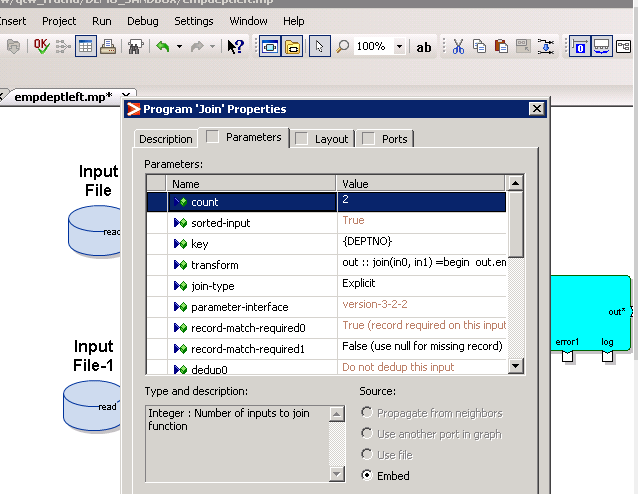 Insert Project Run Debug Settings Window Help
OK 100% ab
empdeptleft.mp*
Program 'Join' Properties
Description Parameters Layout Ports
Input
File
read
Input
File-1
read
Parameters:
Name Value
count 2
sorted-input True
key {DEPTNO}
transform out :: join(in0, in1) =begin out.en
join-type Explicit
parameter-interface version-3-2-2
record-match-required0 True (record required on this input
record-match-required1 False (use null for missing record)
dedup0 Do not dedup this input
Type and description:
Integer : Number of inputs to join
function
Source:
Propagate from neighbors
Use another port in graph
Use file
Embed
out*
error1 log